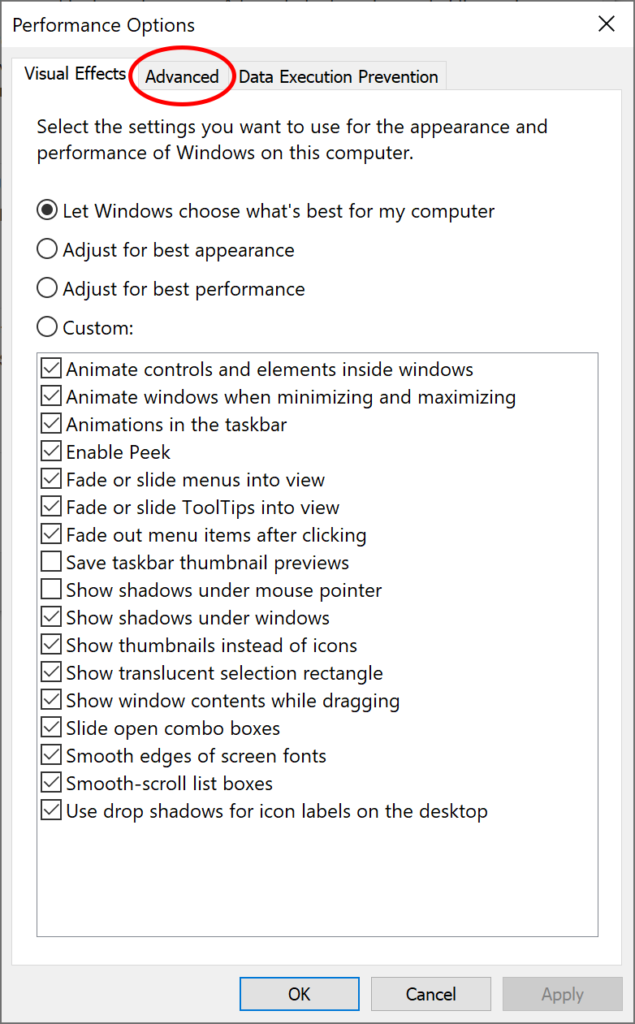 Performance Options
Visual Effects
Advanced
Data Execution Prevention
Select the settings you want to use for the appearance and
performance of Windows on this computer.
Let Windows choose what's best for my computer
Adjust for best appearance
Adjust for best performance
Custom:
Animate controls and elements inside windows
Animate windows when minimizing and maximizing
Animations in the taskbar
Enable Peek
Fade or slide menus into view
Fade or slide ToolTips into view
Fade out menu items after clicking
Save taskbar thumbnail previews
Show shadows under mouse pointer
Show shadows under windows
Show thumbnails instead of icons
Show translucent selection rectangle
Show window contents while dragging
Slide open combo boxes
Smooth edges of screen fonts
Smooth-scroll list boxes
Use drop shadows for icon labels on the desktop
OK
Cancel
Apply